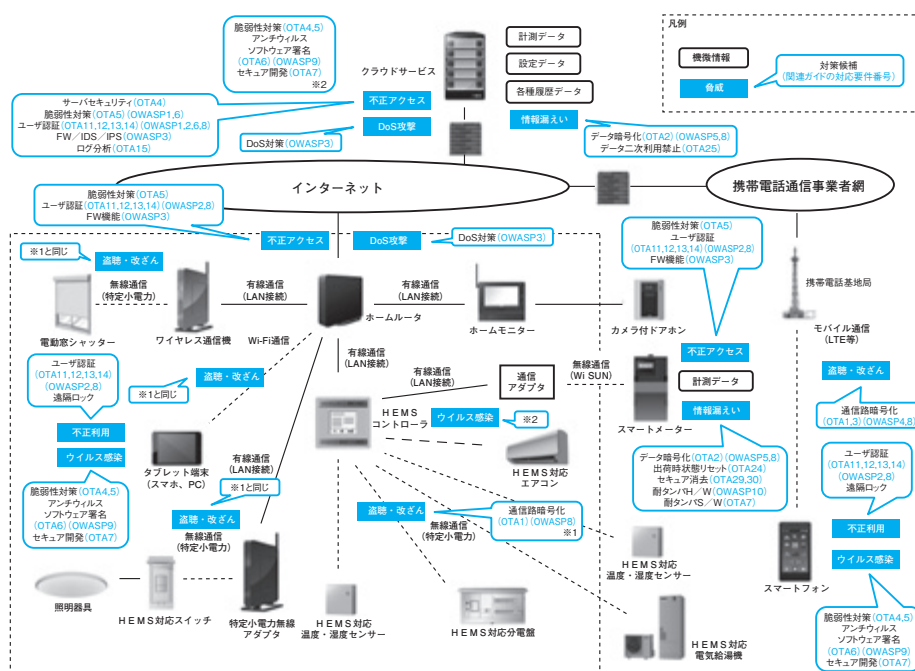 脆弱性対策(OTA4,5)
アンチウィルス
ソフトウェア署名
(OTA6)(OWASP9)
セキュア開発(OTA7)
※2
クラウドサービス
計測データ
設定データ
各種履歴データ
凡例
機微情報
脅威
対策候補
(関連ガイドの対応要件番号)
サーバセキュリティ(OTA4)
脆弱性対策(OTA5)(OWASP1,6)
ユーザ認証(OTA11,12,13,14)(OWASP1,2,6,8)
FW/IDS/IPS(OWASP3)
ログ分析(OTA15)
不正アクセス
DoS攻撃
DoS対策(OWASP3)
情報漏えい
データ暗号化(OTA2)(OWASP5,8)
データ二次利用禁止(OTA25)
インターネット
携帯電話通信事業者網
脆弱性対策(OTA5)
ユーザ認証(OTA11,12,13,14)(OWASP2,8)
FW機能(OWASP3)
不正アクセス
DoS攻撃
DoS対策(OWASP3)
脆弱性対策(OTA5)
ユーザ認証
(OTA11,12,13,14)(OWASP2,8)
FW機能(OWASP3)
※1と同じ
盗聴・改ざん
無線通信
(特定小電力)
有線通信
(LAN接続)
有線通信
(LAN接続)
電動窓シャッター
ワイヤレス通信機
Wi-Fi通信
ホームルータ
ホームモニター
カメラ付ドアホン
携帯電話基地局
モバイル通信
(LTE等)
ユーザ認証
(OTA11,12,13,14)
(OWASP2,8)
遠隔ロック
※1と同じ
盗聴・改ざん
有線通信
(LAN接続)
有線通信
(LAN接続)
通信
アダプタ
無線通信
(Wi SUN)
不正アクセス
計測データ
情報漏えい
スマートメーター
盗聴・改ざん
通信路暗号化
(OTA1,3)(OWASP4,8)
不正利用
ウイルス感染
タブレット端末
(スマホ、PC)
HEMS
コントローラ
ウイルス感染
※2
HEMS対応
エアコン
有線通信
(LAN接続)
※1と同じ
脆弱性対策(OTA4,5)
アンチウィルス
ソフトウェア署名
(OTA6)(OWASP9)
セキュア開発(OTA7)
盗聴・改ざん
無線通信
(特定小電力)
盗聴・改ざん
無線通信
(特定小電力)
通信路暗号化
(OTA1)(OWASP8)
※1
データ暗号化(OTA2)(OWASP5,8)
出荷時状態リセット(OTA24)
セキュア消去(OTA29,30)
耐タンパH/W(OWASP10)
耐タンパS/W(OTA7)
ユーザ認証
(OTA11,12,13,14)
(OWASP2,8)
遠隔ロック
不正利用
ウイルス感染
スマートフォン
HEMS対応
温度・湿度センサー
照明器具
HEMS対応スイッチ
特定小電力無線
アダプタ
HEMS対応
温度・湿度センサー
HEMS対応分電盤
HEMS対応
電気給湯機
脆弱性対策(OTA4,5)
アンチウィルス
ソフトウェア署名
(OTA6)(OWASP9)
セキュア開発(OTA7)